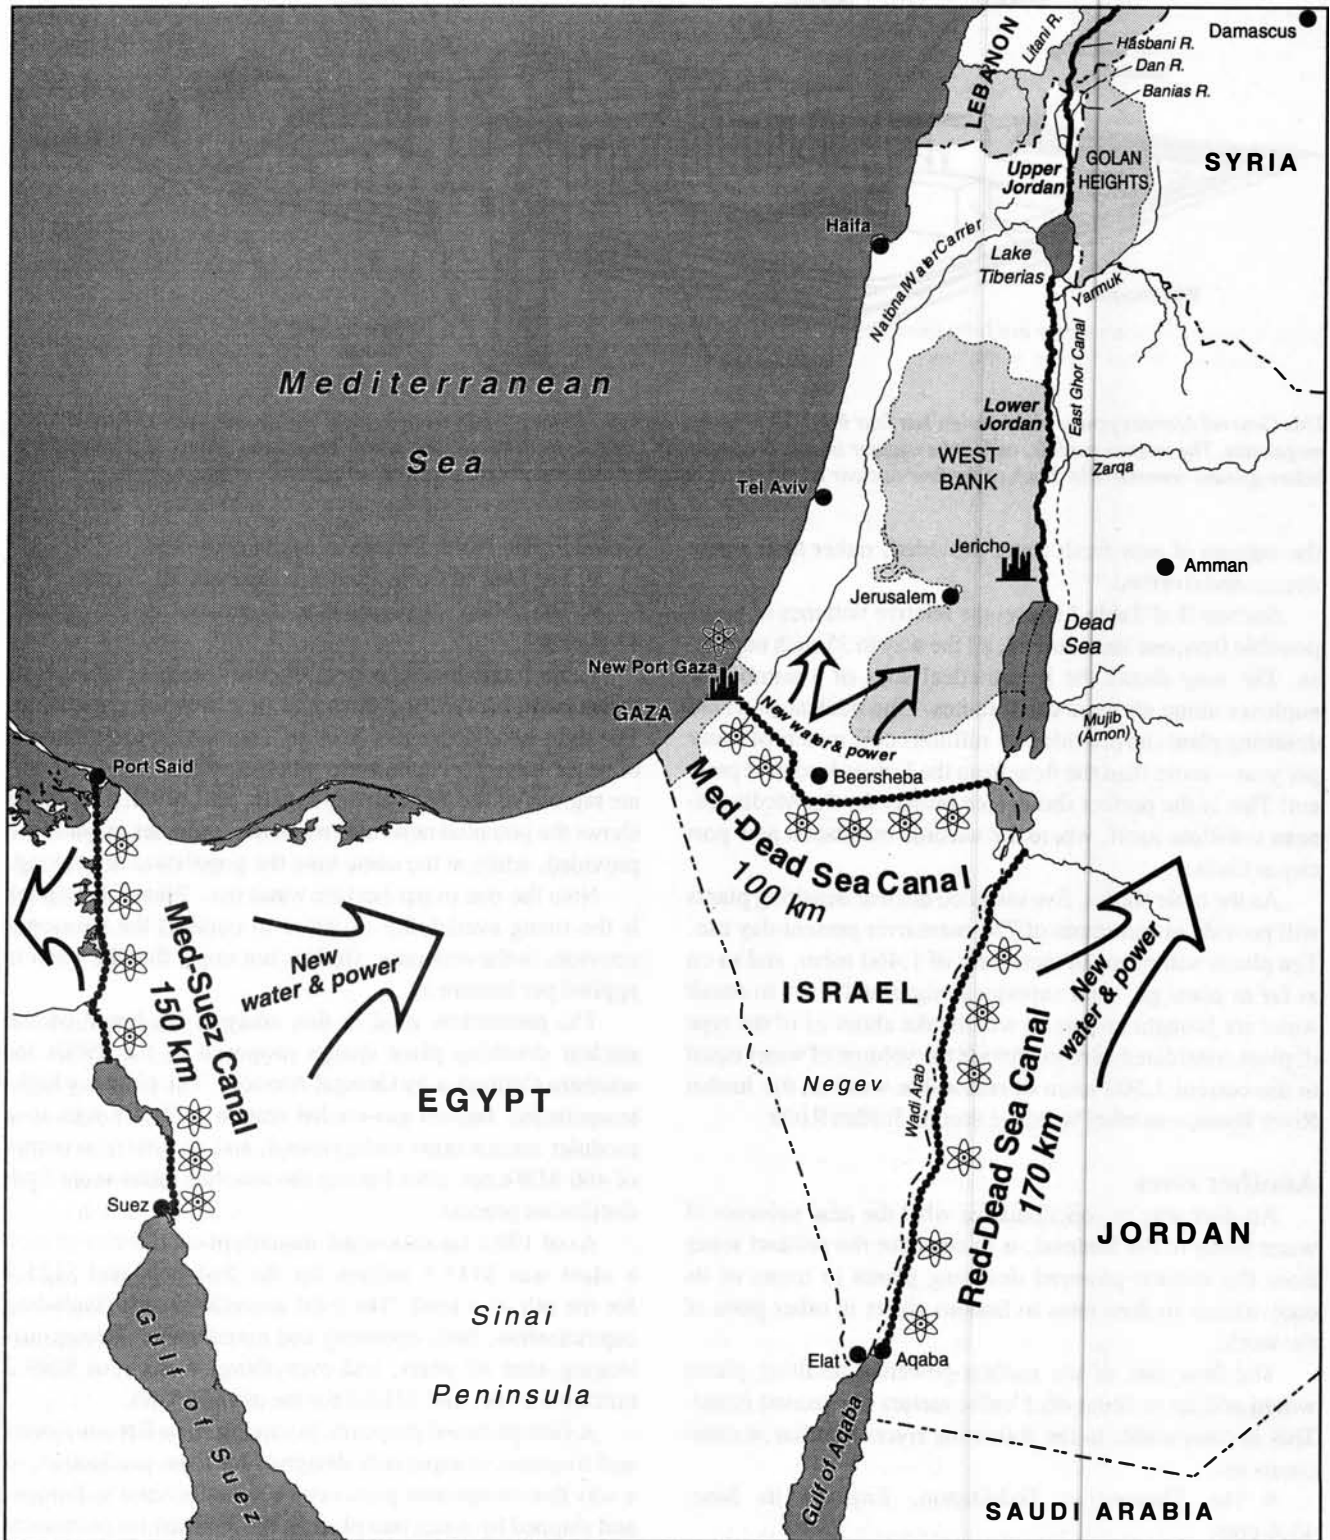 Damascus
LEBANON
Litani R.
Hasbani R.
Dan R.
Banias R.
GOLAN
HEIGHTS
SYRIA
Upper
Jordan
Haifa
National Water Carrier
Lake
Tiberias
Yarmuk
East Ghor Canal
Mediterranean
Sea
Lower
Jordan
WEST
BANK
Zarqa
Tel Aviv
Jericho
Amman
Jerusalem
Dead
Sea
New Port Gaza
GAZA
New water & power
Mujib
(Arnon)
Port Said
Beersheba
Med-Dead Sea Canal
100 km
Med-Suez Canal
150 km
New
water & power
New
water & power
ISRAEL
Negev
Wadi Arab
Red-Dead Sea Canal
170 km
EGYPT
Suez
JORDAN
Sinai
Peninsula
Elat
Aqaba
Gulf of Suez
Gulf of Aqaba
SAUDI ARABIA